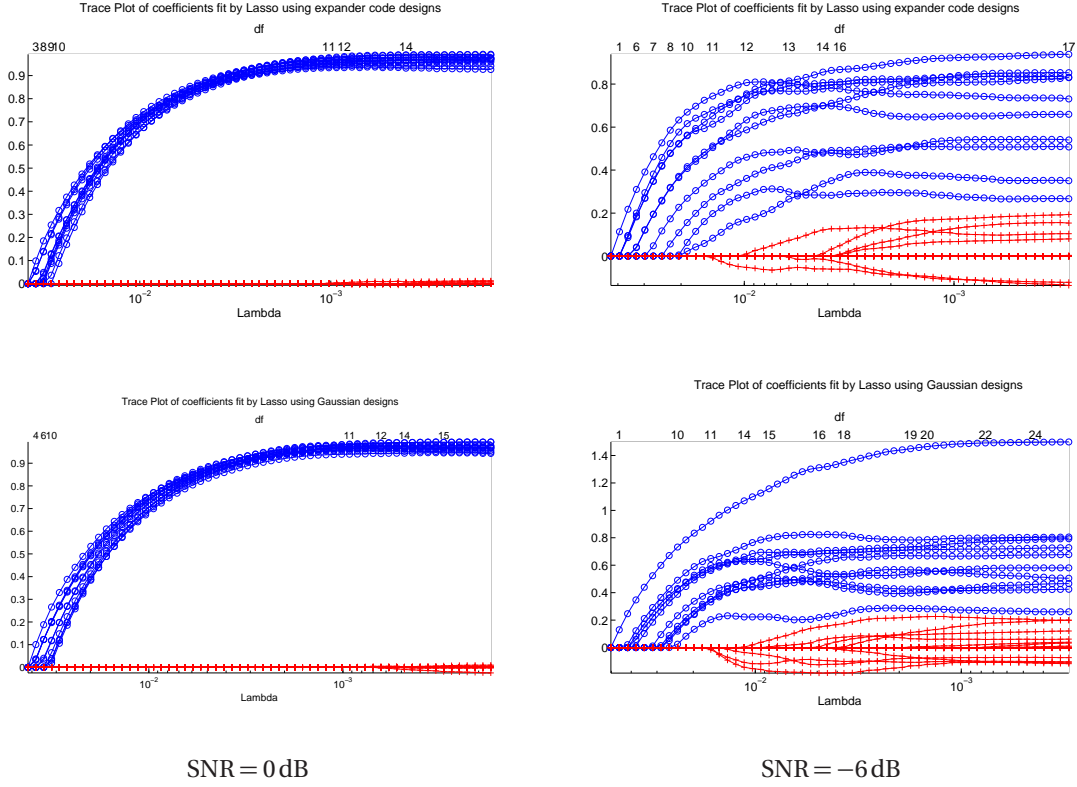 Trace Plot of coefficients fit by Lasso using expander code designs
df
3 8 9 10 11 12 14
0.9
0.8
0.7
0.6
0.5
0.4
0.3
0.2
0.1
0
10−2 10−3
Lambda
Trace Plot of coefficients fit by Lasso using expander code designs
df
1 6 7 8 10 11 12 13 14 16 17
0.8
0.6
0.4
0.2
0
10−2 10−3
Lambda
Trace Plot of coefficients fit by Lasso using Gaussian designs
df
4 6 10 11 12 14 15
0.9
0.8
0.7
0.6
0.5
0.4
0.3
0.2
0.1
0
10−2 10−3
Lambda
Trace Plot of coefficients fit by Lasso using Gaussian designs
df
1 10 11 14 15 16 18 19 20 22 24
1.4
1.2
1
0.8
0.6
0.4
0.2
0
10−2 10−3
Lambda
SNR = 0 dB
SNR = −6 dB